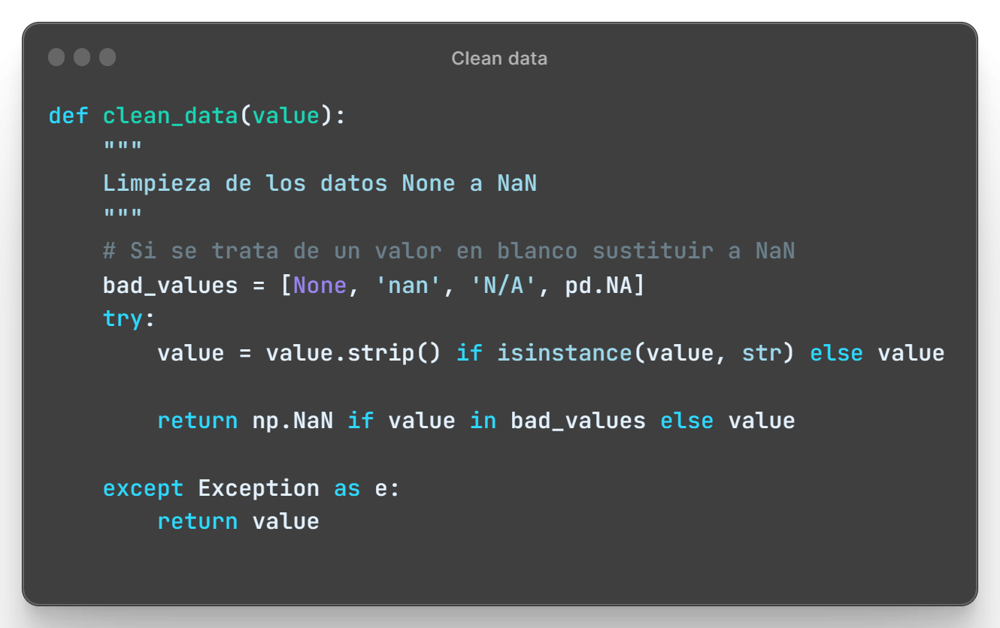 Clean data
def clean_data(value):
    """
    Limpieza de los datos None a NaN
    """
    # Si se trata de un valor en blanco sustituir a NaN
    bad_values = [None, 'nan', 'N/A', pd.NA]
    try:
        value = value.strip() if isinstance(value, str) else value
        return np.NaN if value in bad_values else value
    except Exception as e:
        return value